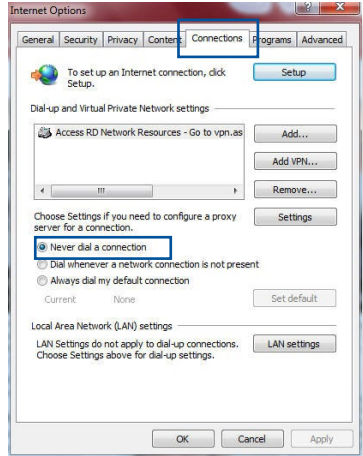 Internet Options
General Security Privacy Content Connections Programs Advanced
To set up an Internet connection, click Setup.
Setup
Dial-up and Virtual Private Network settings
Access RD Network Resources - Go to vpn.as
Add...
Add VPN...
Remove...
Choose Settings if you need to configure a proxy
server for a connection.
Settings
Never dial a connection
Dial whenever a network connection is not present
Always dial my default connection
Current None
Set default
Local Area Network (LAN) settings
LAN Settings do not apply to dial-up connections.
Choose Settings above for dial-up settings.
LAN settings
OK Cancel Apply